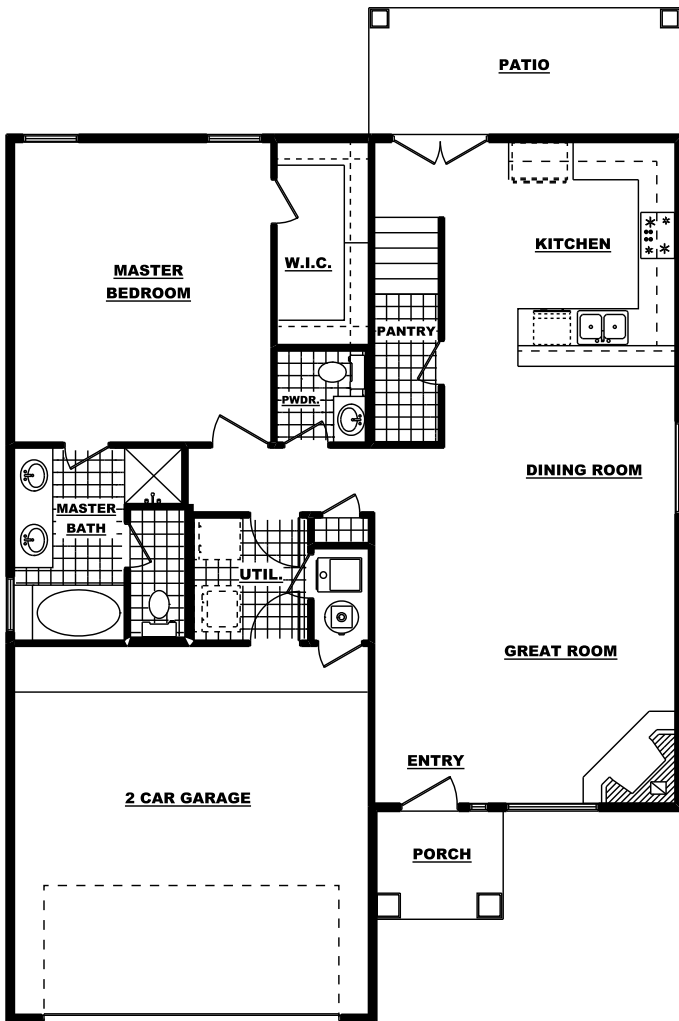 PATIO
KITCHEN
W.I.C.
MASTER
BEDROOM
PANTRY
PWDR.
DINING ROOM
MASTER
BATH
UTIL.
GREAT ROOM
ENTRY
2 CAR GARAGE
PORCH